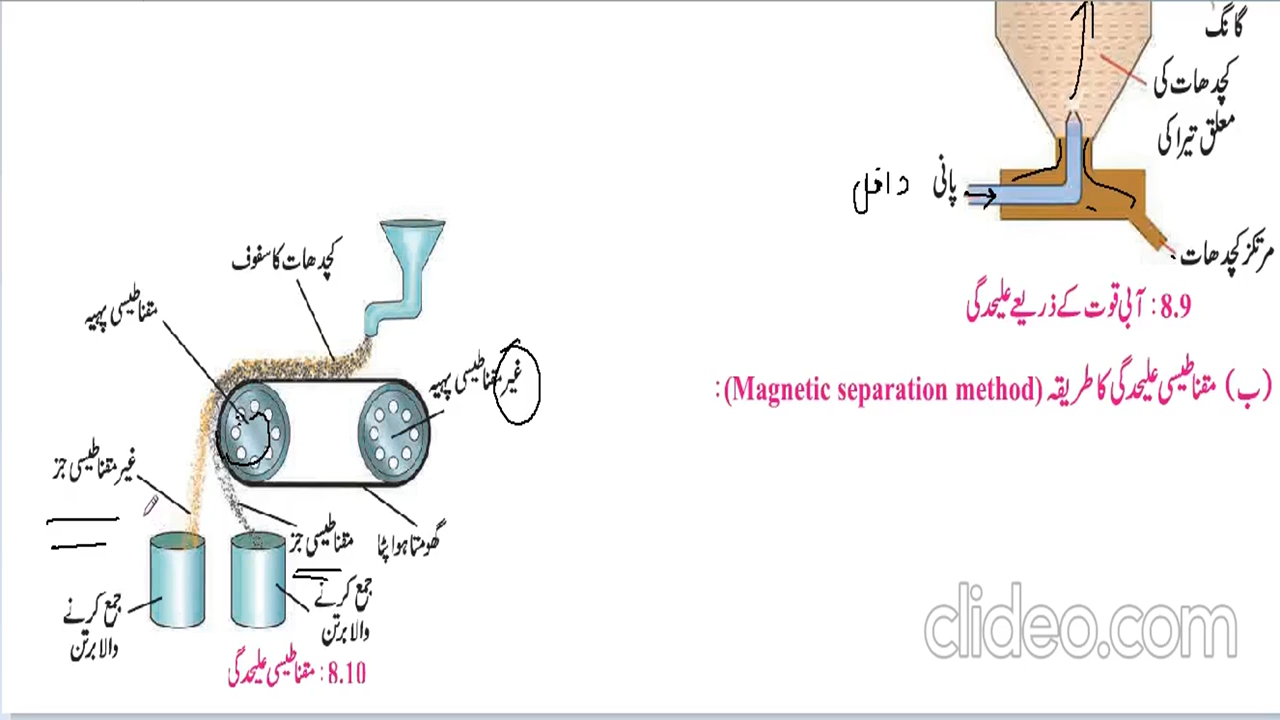 گانگ
کچدھات کی
معلق تیرا کی
پانی داخل
مرتکز کچدھات
8.9 : آبی قوت کے ذریعے علیحدگی
(ب) مقناطیسی علیحدگی کا طریقہ (Magnetic separation method) :
کچدھات کا سفوف
مقناطیسی پہیہ
غیر مقناطیسی پہیہ
غیر مقناطیسی جز
مقناطیسی جز
گھومتا ہوا پٹا
جمع کرنے
والا برتن
جمع کرنے
والا برتن
8.10 : مقناطیسی علیحدگی
clideo.com